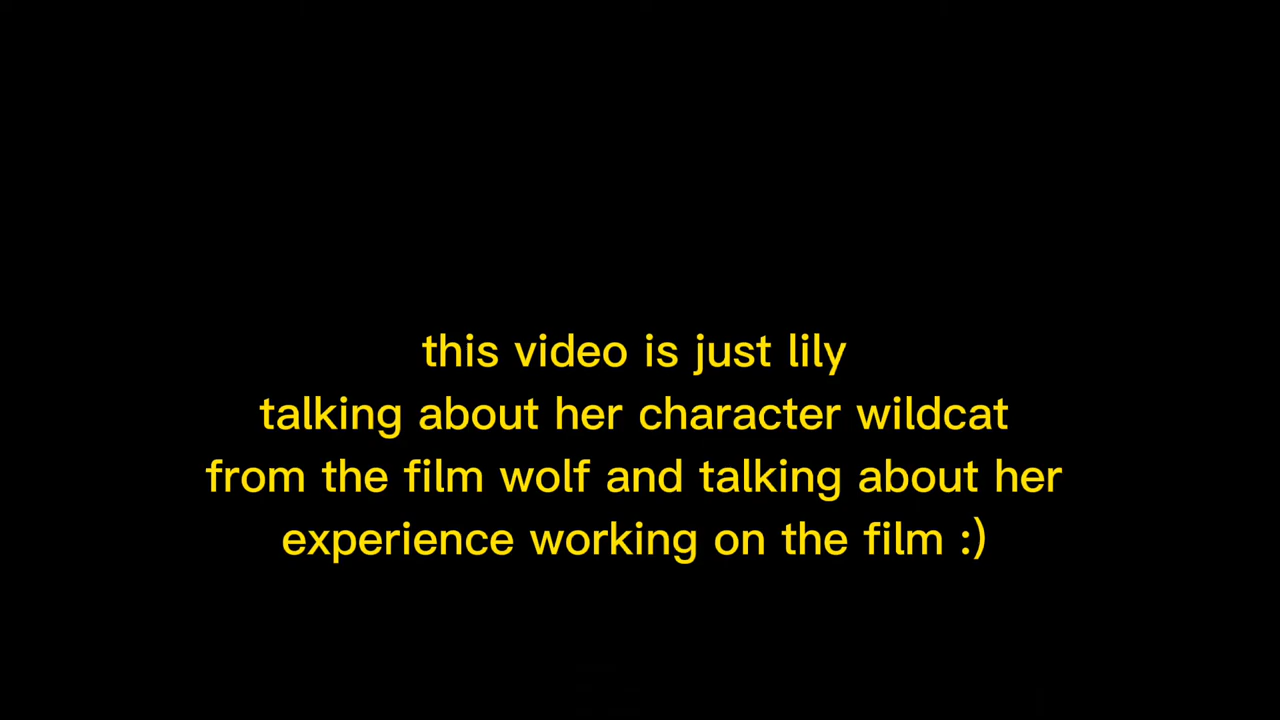 this video is just lily
talking about her character wildcat
from the film wolf and talking about her
experience working on the film :)